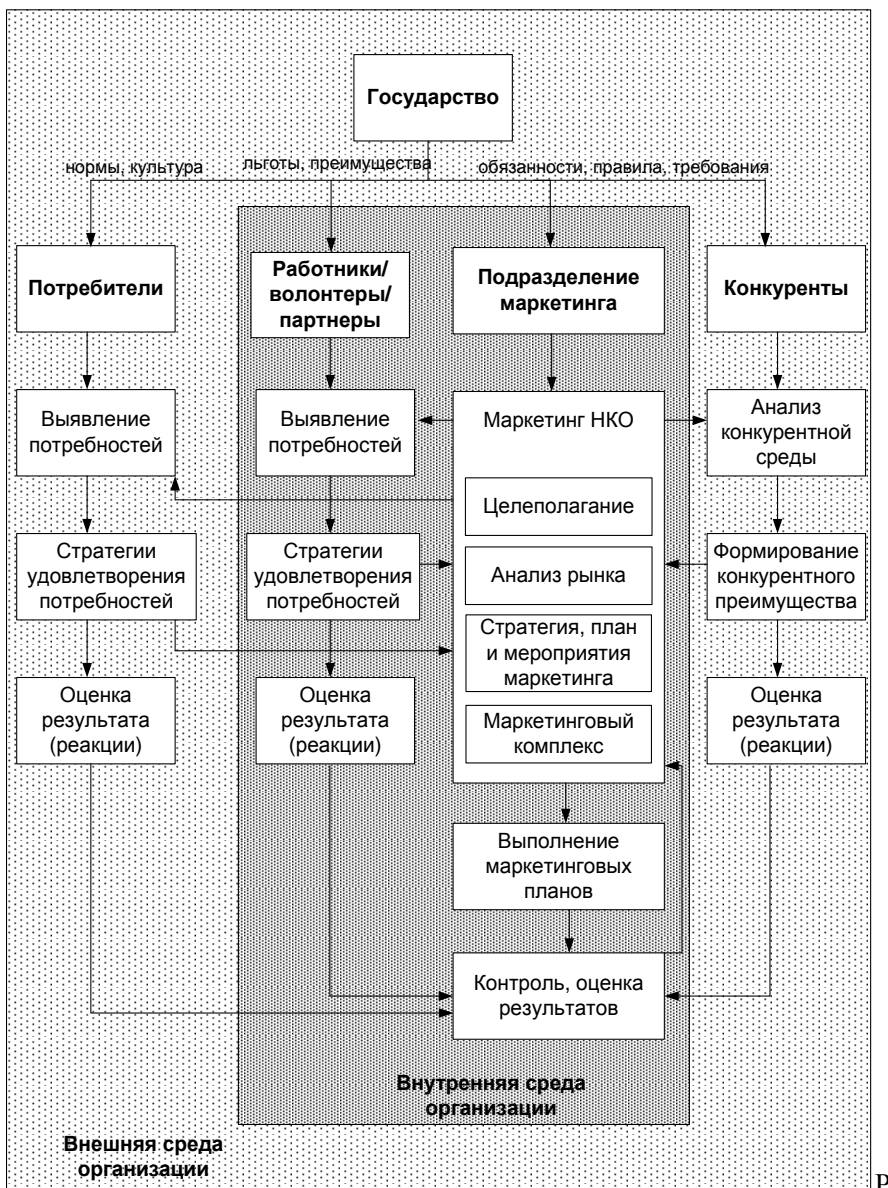 Государство
нормы, культура
льготы, преимущества
обязанности, правила, требования
Потребители
Работники/
волонтеры/
партнеры
Подразделение
маркетинга
Конкуренты
Выявление
потребностей
Выявление
потребностей
Маркетинг НКО
Анализ
конкурентной
среды
Целеполагание
Стратегии
удовлетворения
потребностей
Стратегии
удовлетворения
потребностей
Анализ рынка
Формирование
конкурентного
преимущества
Стратегия, план
и мероприятия
маркетинга
Оценка
результата
(реакции)
Оценка
результата
(реакции)
Маркетинговый
комплекс
Оценка
результата
(реакции)
Выполнение
маркетинговых
планов
Контроль, оценка
результатов
Внутренняя среда
организации
Внешняя среда
организации
Р